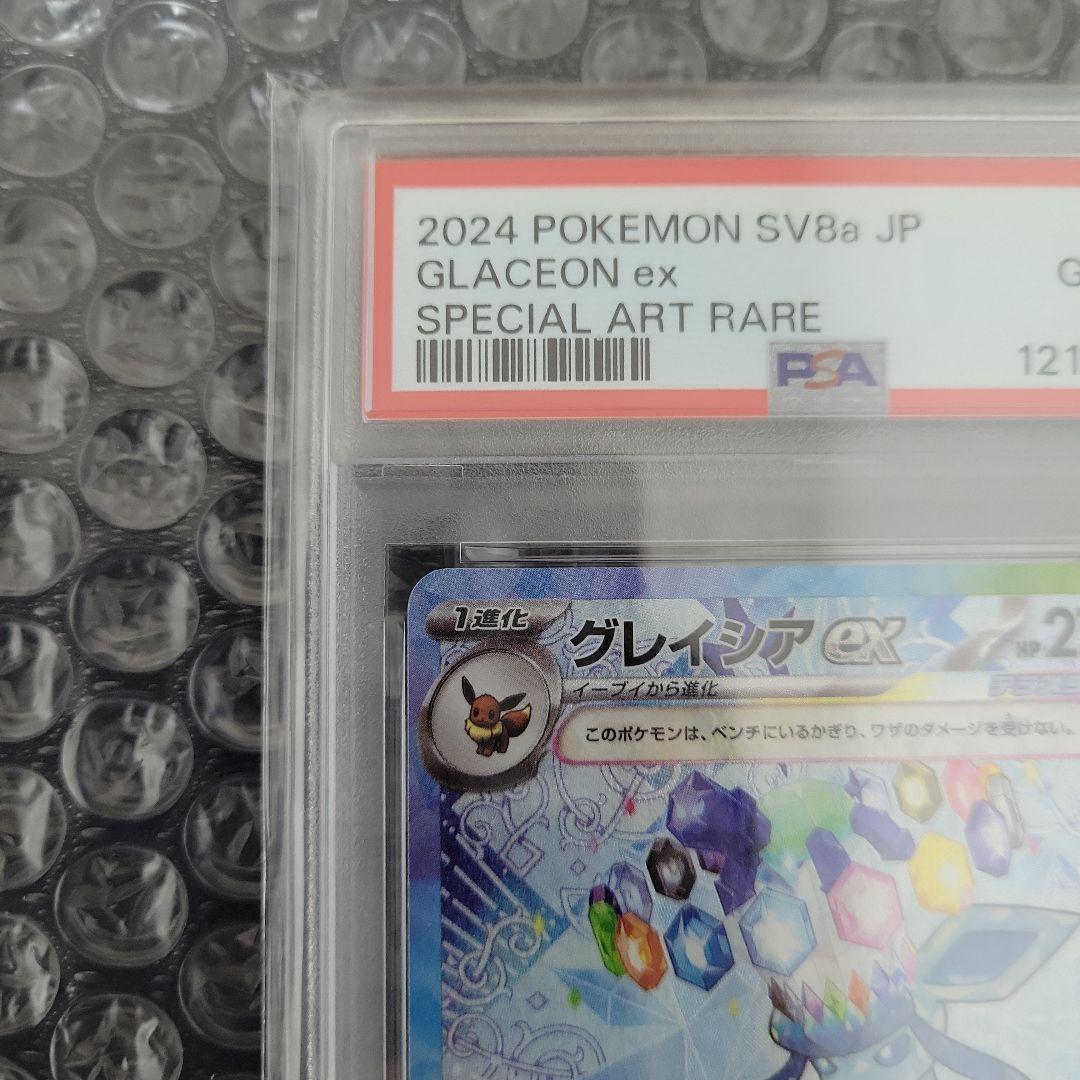 2024 POKEMON SV8a JP
GLACEON ex
SPECIAL ART RARE
G
PSA
121
1進化
グレイシアex
HP 2
イーブイから進化
このポケモンは、ベンチにいるかぎり、ワザのダメージを受けない。